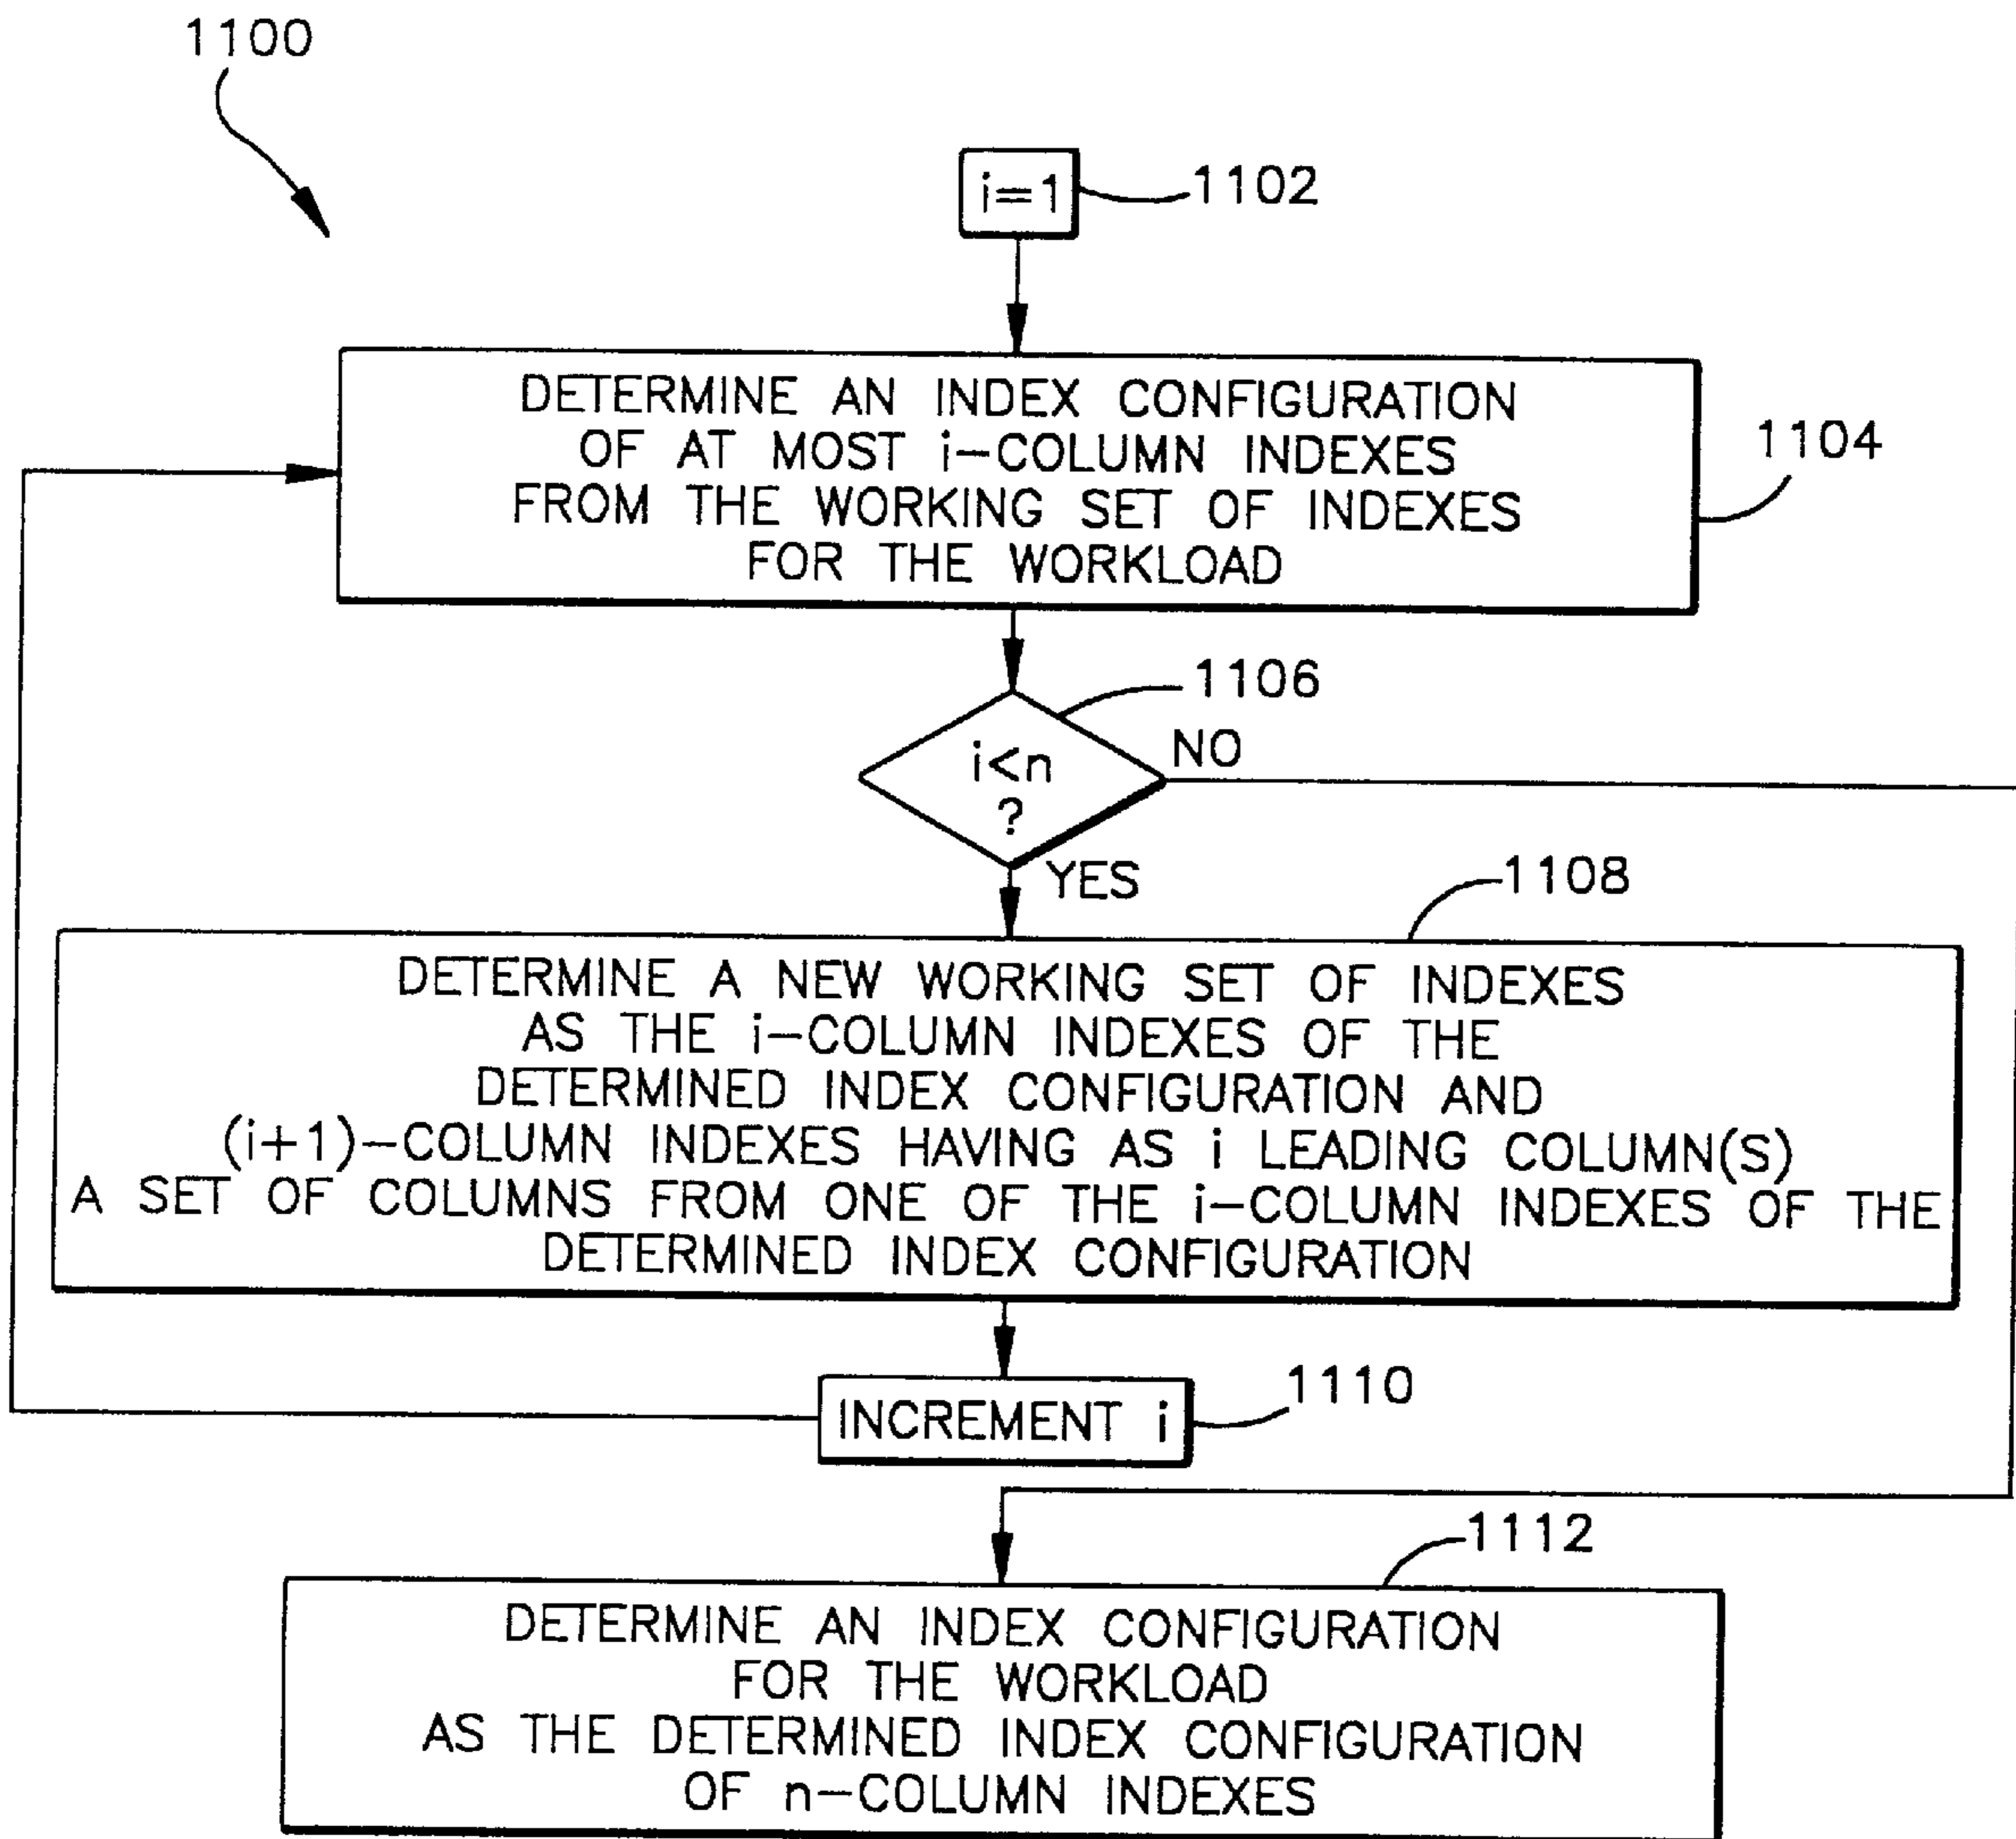 1100
i=1
1102
DETERMINE AN INDEX CONFIGURATION
OF AT MOST i-COLUMN INDEXES
FROM THE WORKING SET OF INDEXES
FOR THE WORKLOAD
1104
1106
i<n
?
NO
YES
1108
DETERMINE A NEW WORKING SET OF INDEXES
AS THE i-COLUMN INDEXES OF THE
DETERMINED INDEX CONFIGURATION AND
(i+1)-COLUMN INDEXES HAVING AS i LEADING COLUMN(S)
A SET OF COLUMNS FROM ONE OF THE i-COLUMN INDEXES OF THE
DETERMINED INDEX CONFIGURATION
INCREMENT i
1110
1112
DETERMINE AN INDEX CONFIGURATION
FOR THE WORKLOAD
AS THE DETERMINED INDEX CONFIGURATION
OF n-COLUMN INDEXES